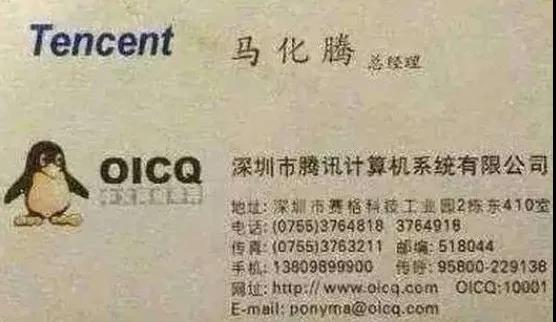 Tencent 马化腾 总经理
OICQ
深圳市腾讯计算机系统有限公司
地址: 深圳市赛格科技工业园2栋东410室
电话: (0755)3764818 3764918
传真: (0755)3763211 邮编: 518044
手机: 13809899900 传呼: 95800-229138
网址: http://www.oicq.com OICQ:10001
E-mail: ponyma@oicq.com